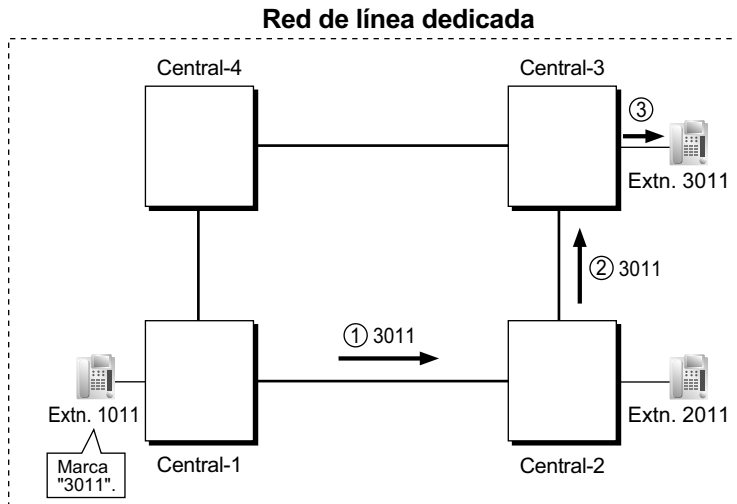 Red de línea dedicada
Central-4
Central-3
③
Extn. 3011
② 3011
① 3011
Extn. 1011
Extn. 2011
Marca
"3011".
Central-1
Central-2